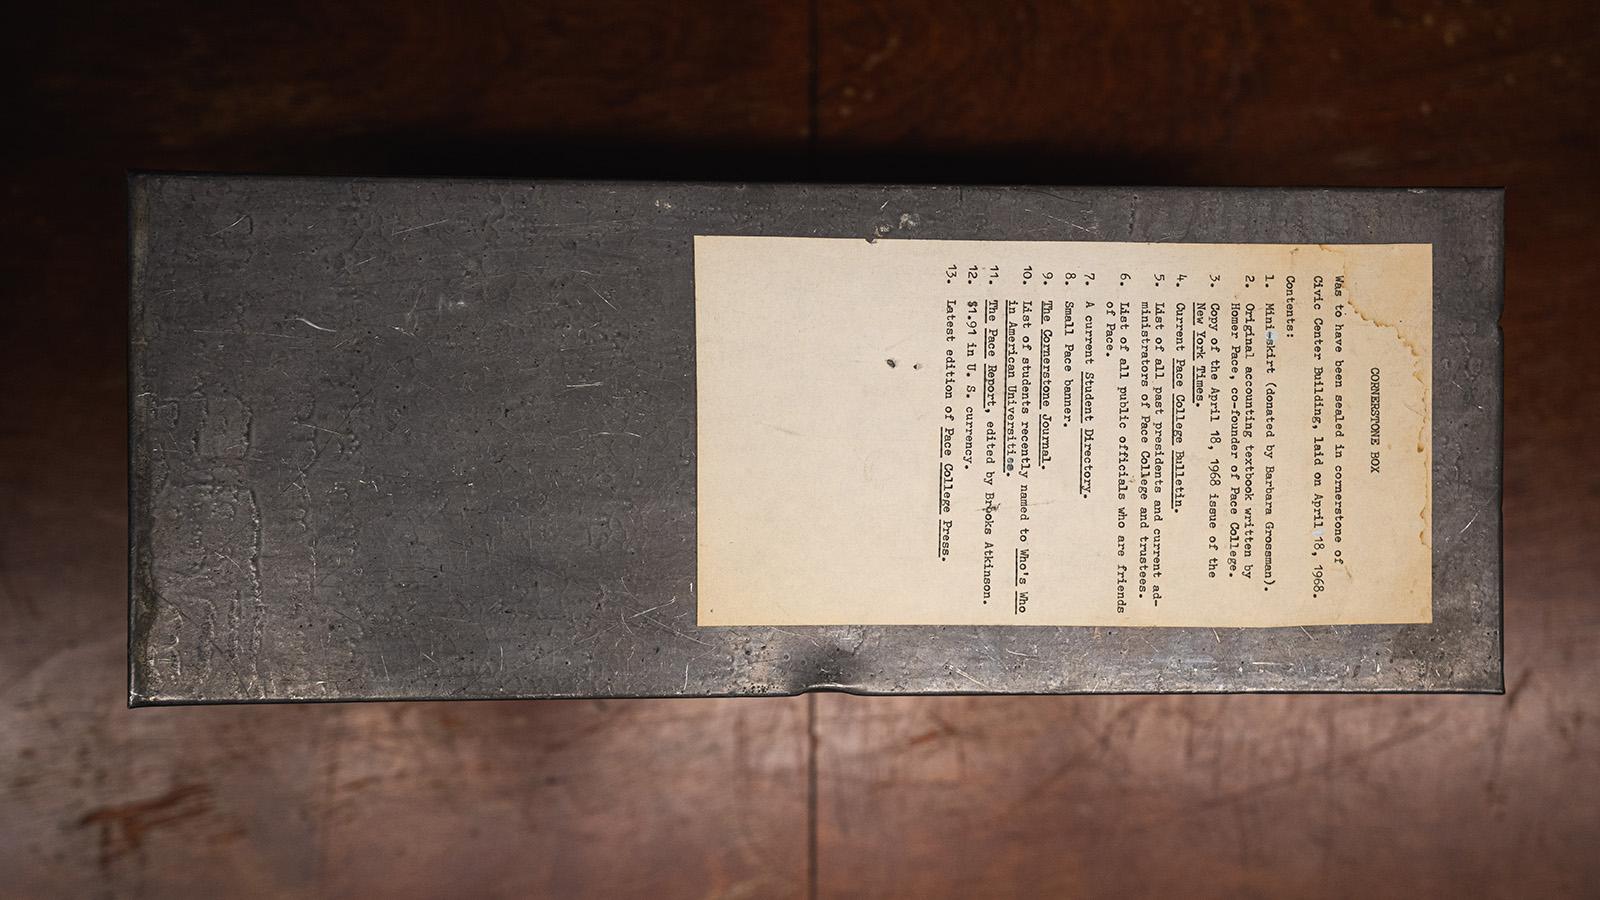 CORNERSTONE BOX
Was to have been sealed in cornerstone of
Civic Center Building, laid on April 18, 1968.
Contents:
1. Mini-skirt (donated by Barbara Grossman).
2. Original accounting textbook written by
Homer Pace, co-founder of Pace College.
3. Copy of the April 18, 1968 issue of the
New York Times.
4. Current Pace College Bulletin.
5. List of all past presidents and current ad-
ministrators of Pace College and trustees.
6. List of all public officials who are friends
of Pace.
7. A current Student Directory.
8. Small Pace banner.
9. The Cornerstone Journal.
10. List of students recently named to Who's Who
in American Universities.
11. The Pace Report, edited by Brooks Atkinson.
12. $1.91 in U. S. currency.
13. Latest edition of Pace College Press.